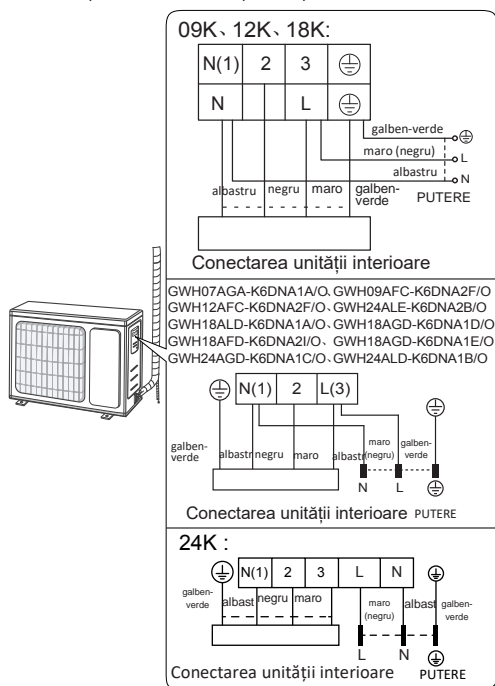 09K、12K、18K:
N(1) 2 3
N L
galben-verde
maro (negru) L
albastru N
albastru negru maro galben-
verde PUTERE
Conectarea unității interioare
GWH07AGA-K6DNA1A/O、GWH09AFC-K6DNA2F/O
GWH12AFC-K6DNA2F/O、GWH24ALE-K6DNA2B/O
GWH18ALD-K6DNA1A/O、GWH18AGD-K6DNA1D/O
GWH18AFD-K6DNA2I/O、GWH18AGD-K6DNA1E/O
GWH24AGD-K6DNA1C/O、GWH24ALD-K6DNA1B/O
N(1) 2 L(3)
galben-
verde
albastr negru maro albastr
maro
(negru)
galben-
verde
N L
Conectarea unității interioare PUTERE
24K :
N(1) 2 3 L N
galben-
verde
albast negru maro
maro
(negru)
albast
galben-
verde
L N
Conectarea unității interioare PUTERE